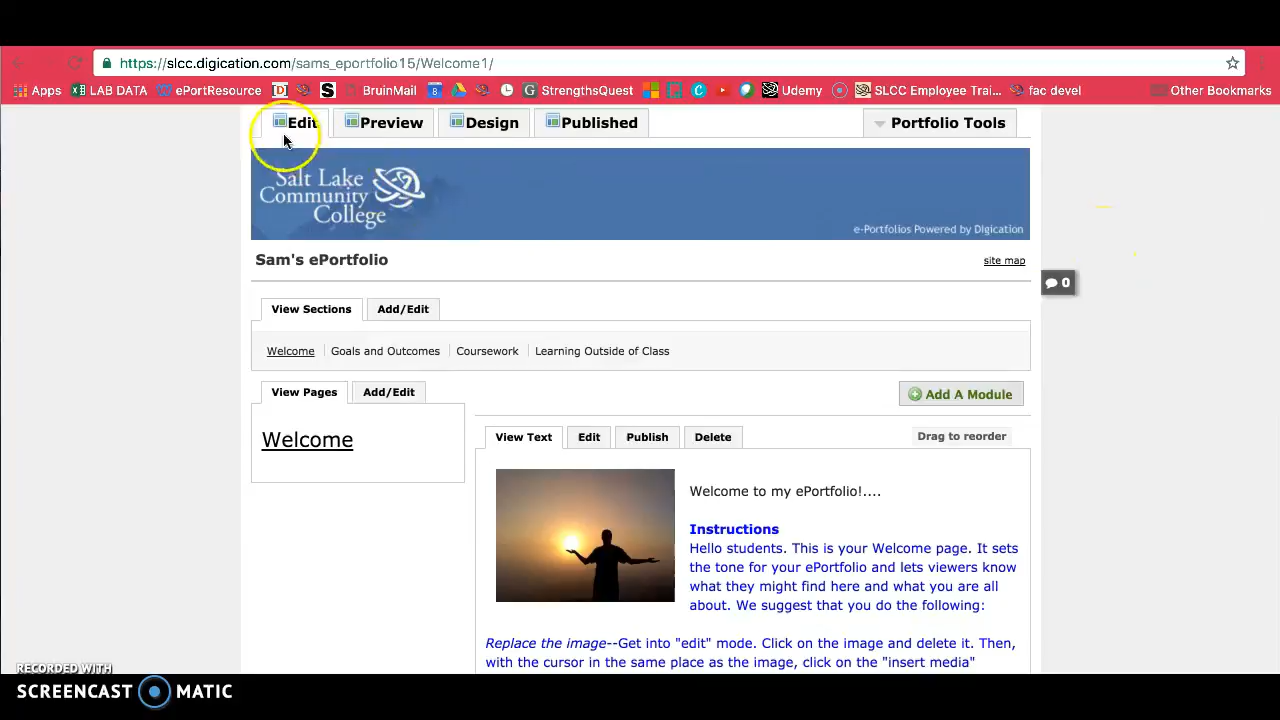 https://slcc.digication.com/sams_eportfolio15/Welcome1/
Apps LAB DATA ePortResource BruinMail StrengthsQuest Udemy SLCC Employee Trai... fac devel Other Bookmarks
Edit Preview Design Published Portfolio Tools
Salt Lake
Community
College
e-Portfolios Powered by Digication
Sam's ePortfolio
site map
0
View Sections Add/Edit
Welcome Goals and Outcomes Coursework Learning Outside of Class
View Pages Add/Edit
Add A Module
Welcome
View Text Edit Publish Delete Drag to reorder
Welcome to my ePortfolio!....
Instructions
Hello students. This is your Welcome page. It sets
the tone for your ePortfolio and lets viewers know
what they might find here and what you are all
about. We suggest that you do the following:
Replace the image--Get into "edit" mode. Click on the image and delete it. Then,
with the cursor in the same place as the image, click on the "insert media"
RECORDED WITH
SCREENCAST MATIC